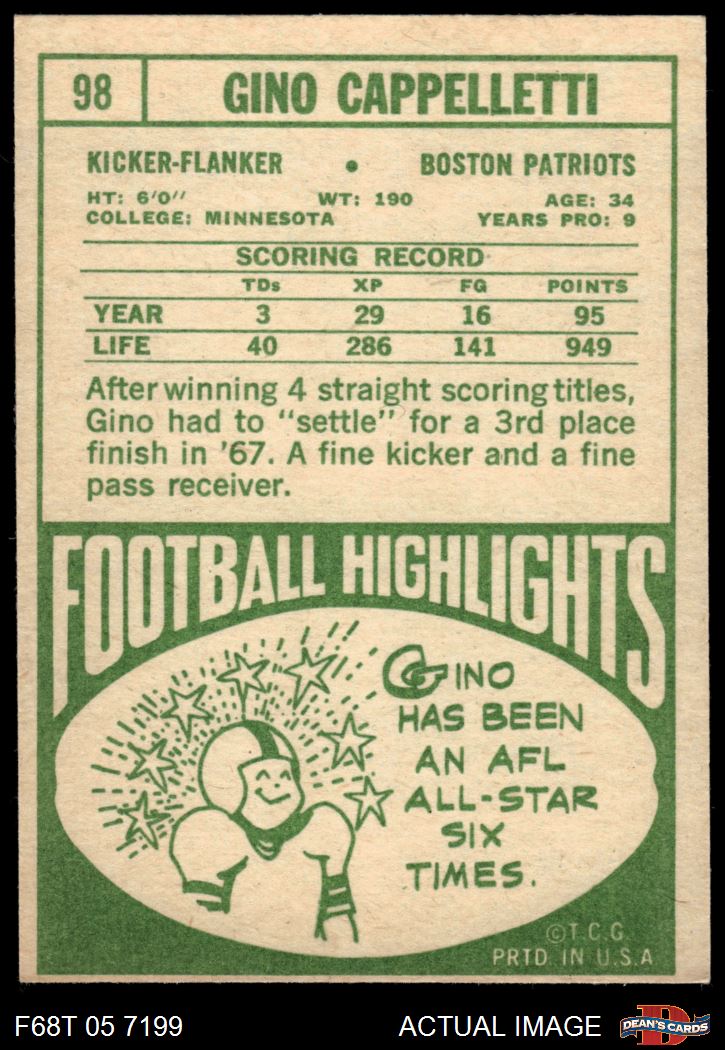 98 GINO CAPPELLETTI
KICKER-FLANKER • BOSTON PATRIOTS
HT: 6'0" WT: 190 AGE: 34
COLLEGE: MINNESOTA YEARS PRO: 9
SCORING RECORD
TDs XP FG POINTS
YEAR 3 29 16 95
LIFE 40 286 141 949
After winning 4 straight scoring titles,
Gino had to "settle" for a 3rd place
finish in '67. A fine kicker and a fine
pass receiver.
FOOTBALL HIGHLIGHTS
GINO
HAS BEEN
AN AFL
ALL-STAR
SIX
TIMES.
©T.C.G.
PRTD. IN U.S.A
F68T 05 7199 ACTUAL IMAGE D DEAN'S CARDS